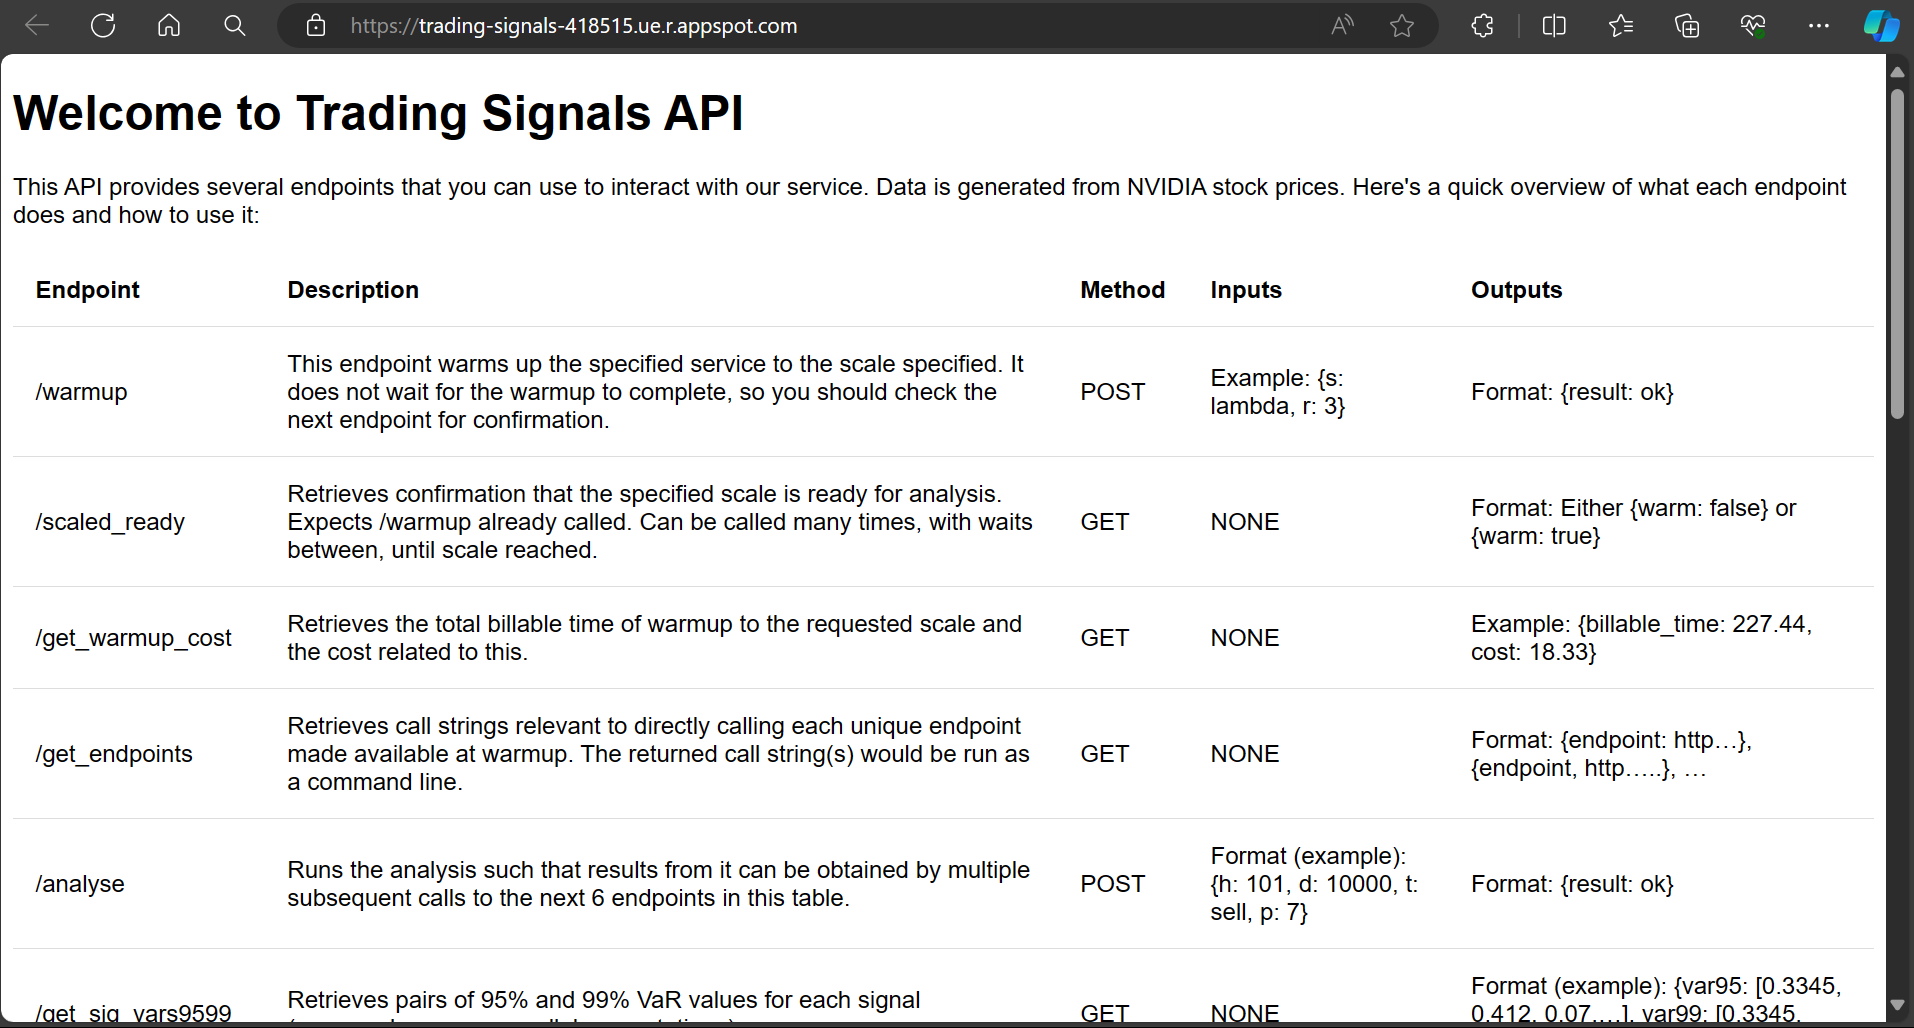 https://trading-signals-418515.ue.r.appspot.com
Welcome to Trading Signals API
This API provides several endpoints that you can use to interact with our service. Data is generated from NVIDIA stock prices. Here's a quick overview of what each endpoint
does and how to use it:
Endpoint Description Method Inputs Outputs
This endpoint warms up the specified service to the scale specified. It
/warmup does not wait for the warmup to complete, so you should check the POST Example: {s: Format: {result: ok}
next endpoint for confirmation. lambda, r: 3}
Retrieves confirmation that the specified scale is ready for analysis.
/scaled_ready Expects /warmup already called. Can be called many times, with waits GET NONE Format: Either {warm: false} or
between, until scale reached. {warm: true}
/get_warmup_cost Retrieves the total billable time of warmup to the requested scale and GET NONE Example: {billable_time: 227.44,
the cost related to this. cost: 18.33}
Retrieves call strings relevant to directly calling each unique endpoint
/get_endpoints made available at warmup. The returned call string(s) would be run as GET NONE Format: {endpoint: http…},
a command line. {endpoint, http…..}, …
Format (example):
/analyse Runs the analysis such that results from it can be obtained by multiple POST {h: 101, d: 10000, t: Format: {result: ok}
subsequent calls to the next 6 endpoints in this table. sell, p: 7}
Retrieves pairs of 95% and 99% VaR values for each signal Format (example): {var95: [0.3345,
/get_sig_vars9599 GET NONE 0.412, 0.07….], var99: [0.3345,